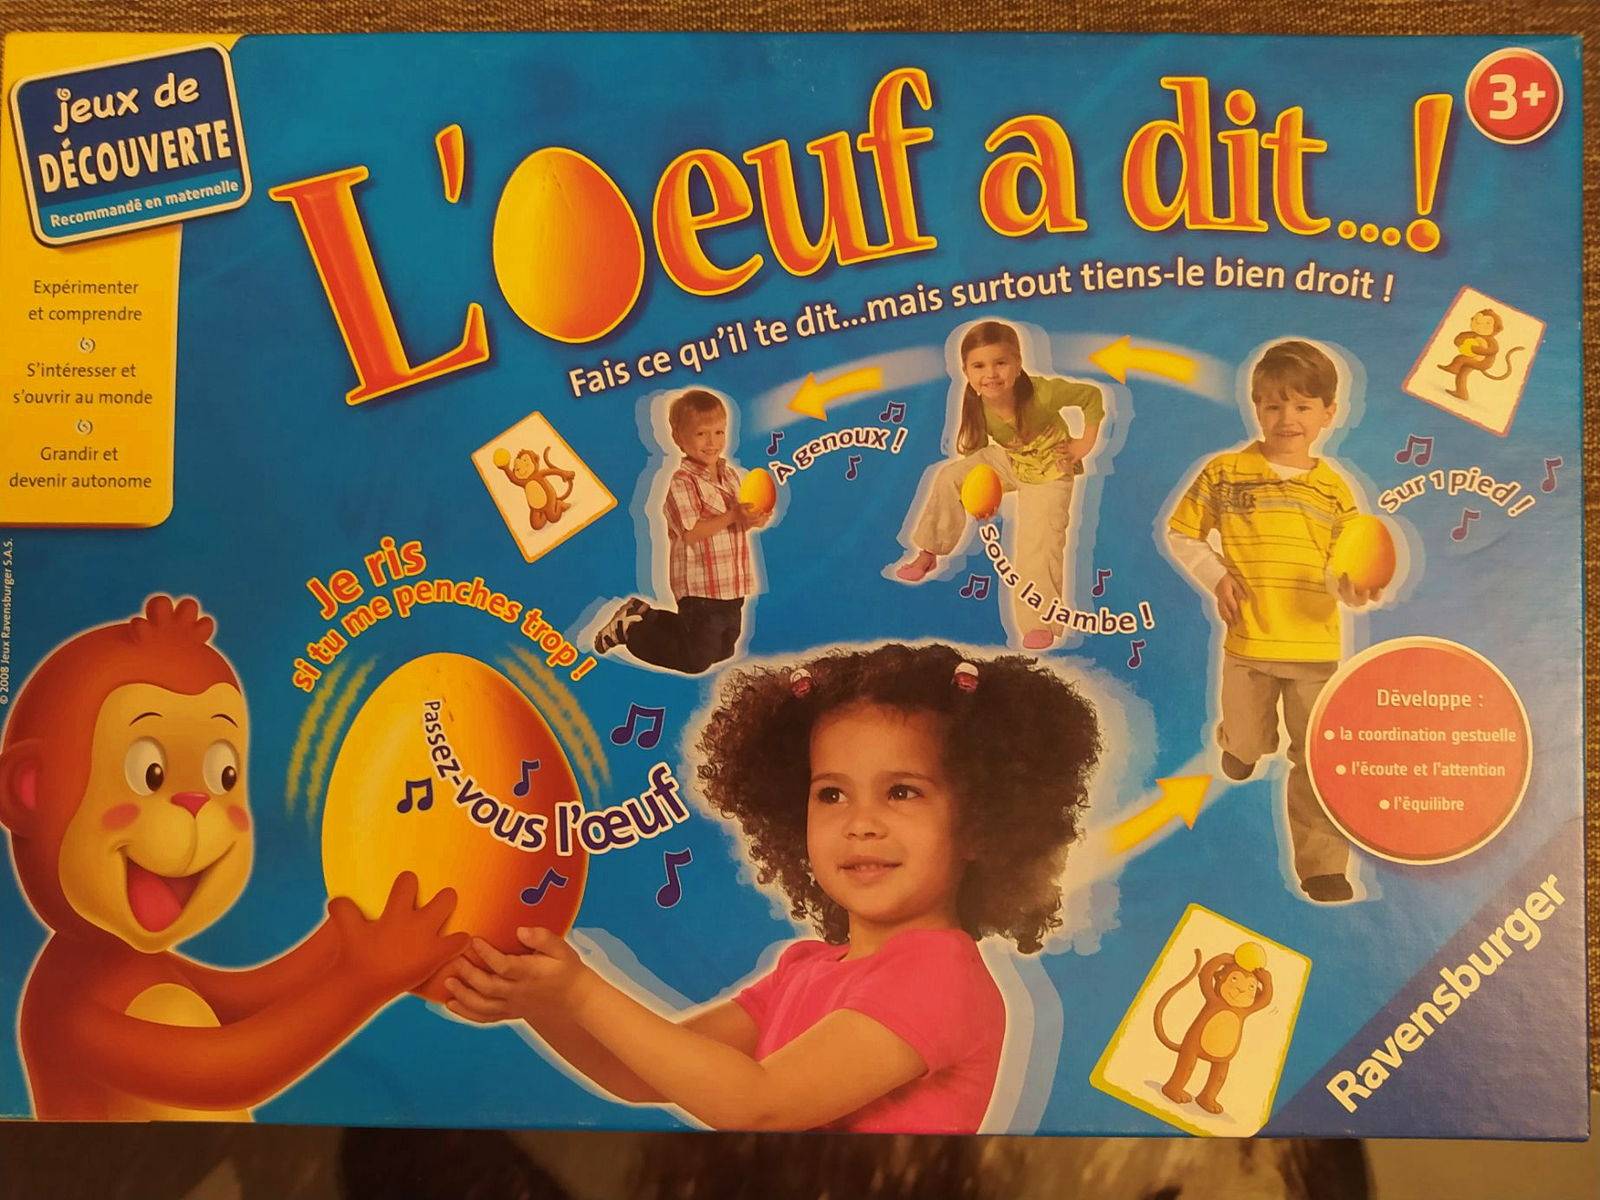 jeux de
DÉCOUVERTE
Recommandé en maternelle
Expérimenter
et comprendre
S'intéresser et
s'ouvrir au monde
Grandir et
devenir autonome
© 2008 Jeux Ravensburger S.A.S.
L'Oeuf a dit...!
Fais ce qu'il te dit...mais surtout tiens-le bien droit !
3+
À genoux !
Sous la jambe !
Sur 1 pied !
Je ris
si tu me penches trop !
Passez-vous l'œuf
Développe :
• la coordination gestuelle
• l'écoute et l'attention
• l'équilibre
Ravensburger